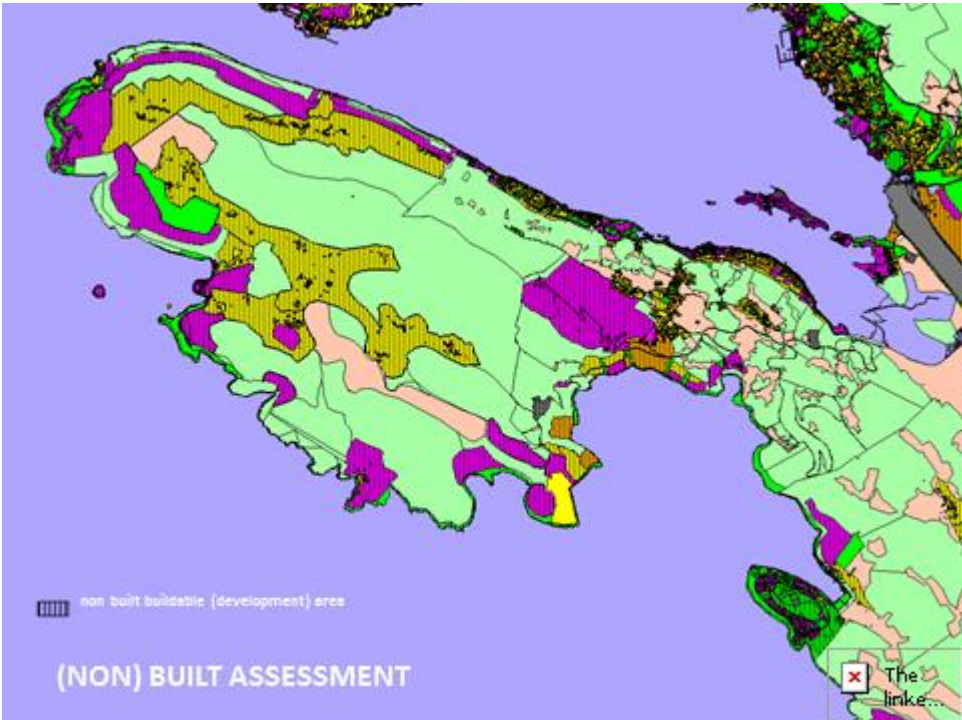 non built buildable (development) area
(NON) BUILT ASSESSMENT
The
linke...